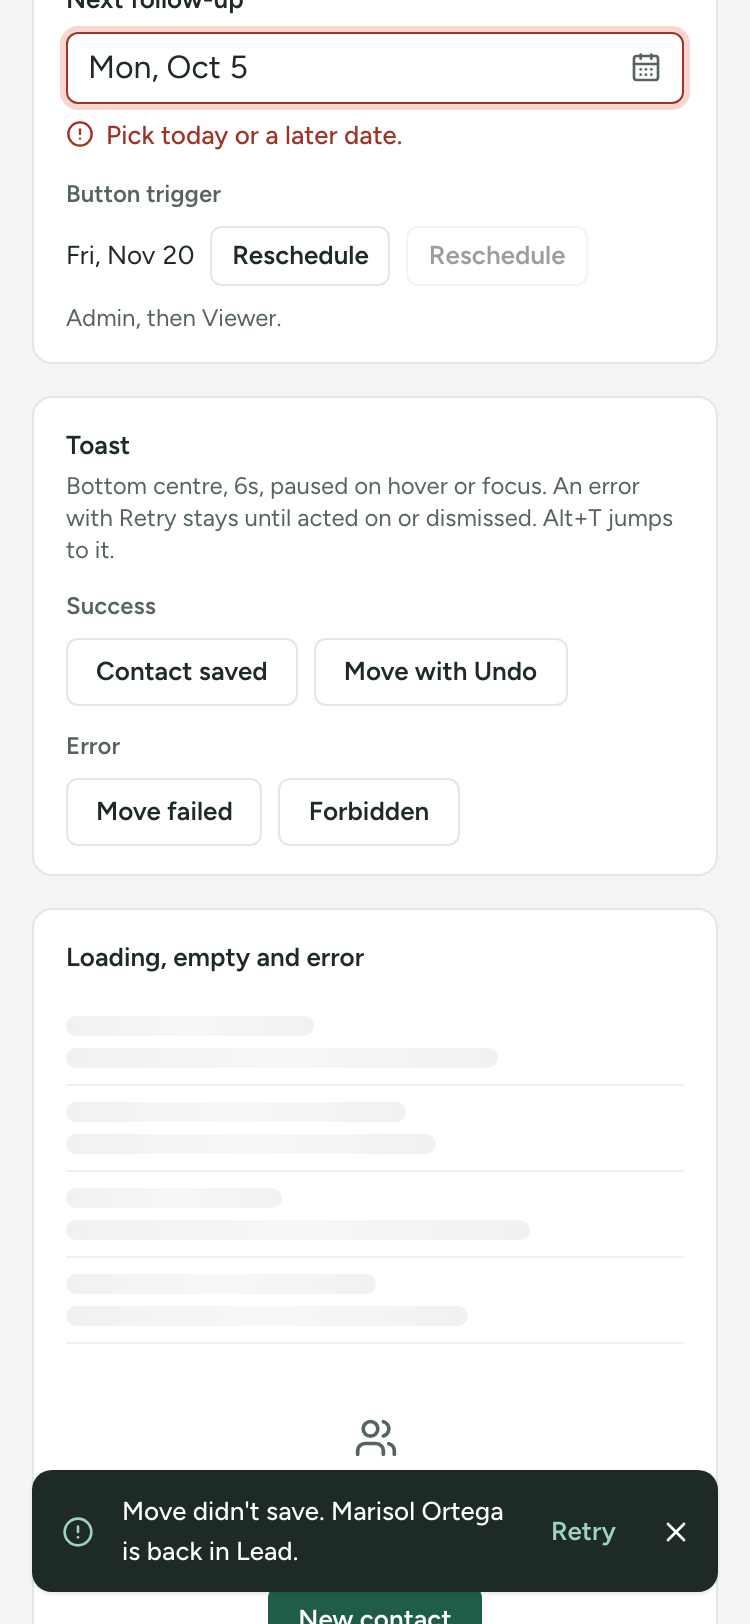 Next follow-up
Mon, Oct 5
Pick today or a later date.
Button trigger
Fri, Nov 20
Reschedule
Reschedule
Admin, then Viewer.
Toast
Bottom centre, 6s, paused on hover or focus. An error
with Retry stays until acted on or dismissed. Alt+T jumps
to it.
Success
Contact saved
Move with Undo
Error
Move failed
Forbidden
Loading, empty and error
Move didn't save. Marisol Ortega
is back in Lead.
Retry
New contact